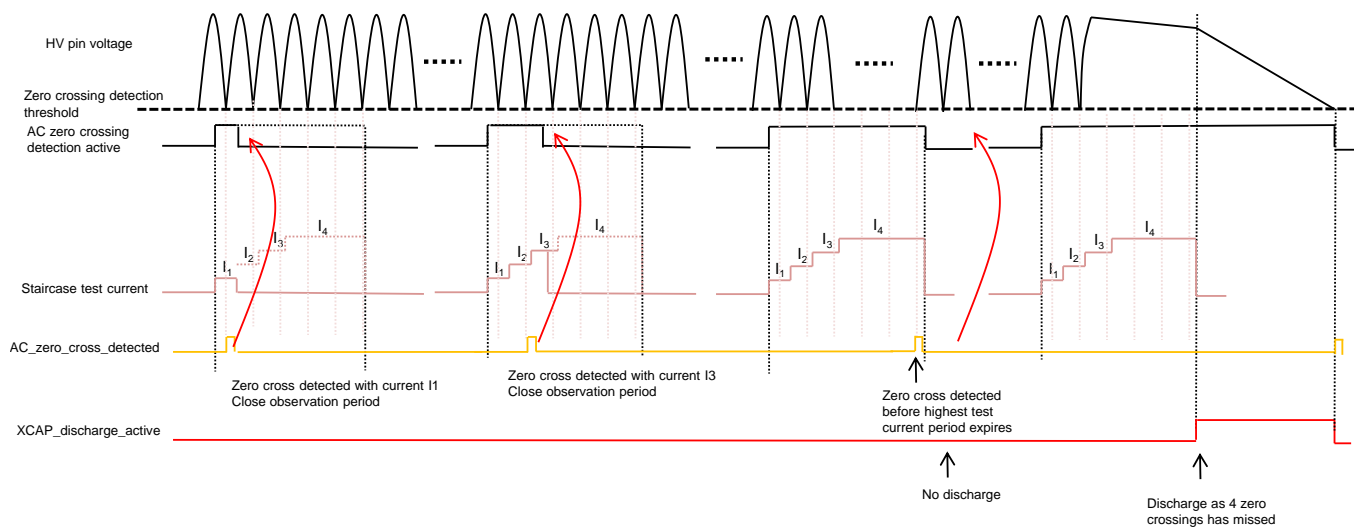 HV pin voltage
Zero crossing detection
threshold
AC zero crossing
detection active
I1 I2 I3 I4
I1 I2 I3 I4
I1 I2 I3 I4
I1 I2 I3 I4
Staircase test current
AC_zero_cross_detected
Zero cross detected with current I1
Close observation period
Zero cross detected with current I3
Close observation period
Zero cross detected
before highest test
current period expires
XCAP_discharge_active
No discharge
Discharge as 4 zero
crossings has missed